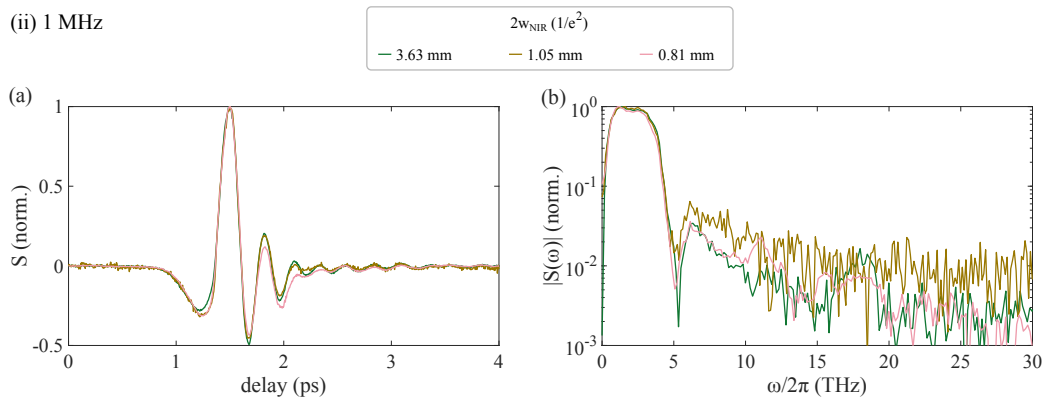 (ii) 1 MHz
2w_NIR (1/e^2)
3.63 mm
1.05 mm
0.81 mm
(a)
S (norm.)
1
0.5
0
-0.5
0
1
2
3
4
delay (ps)
(b)
|S(ω)| (norm.)
10^0
10^-1
10^-2
10^-3
0
5
10
15
20
25
30
ω/2π (THz)